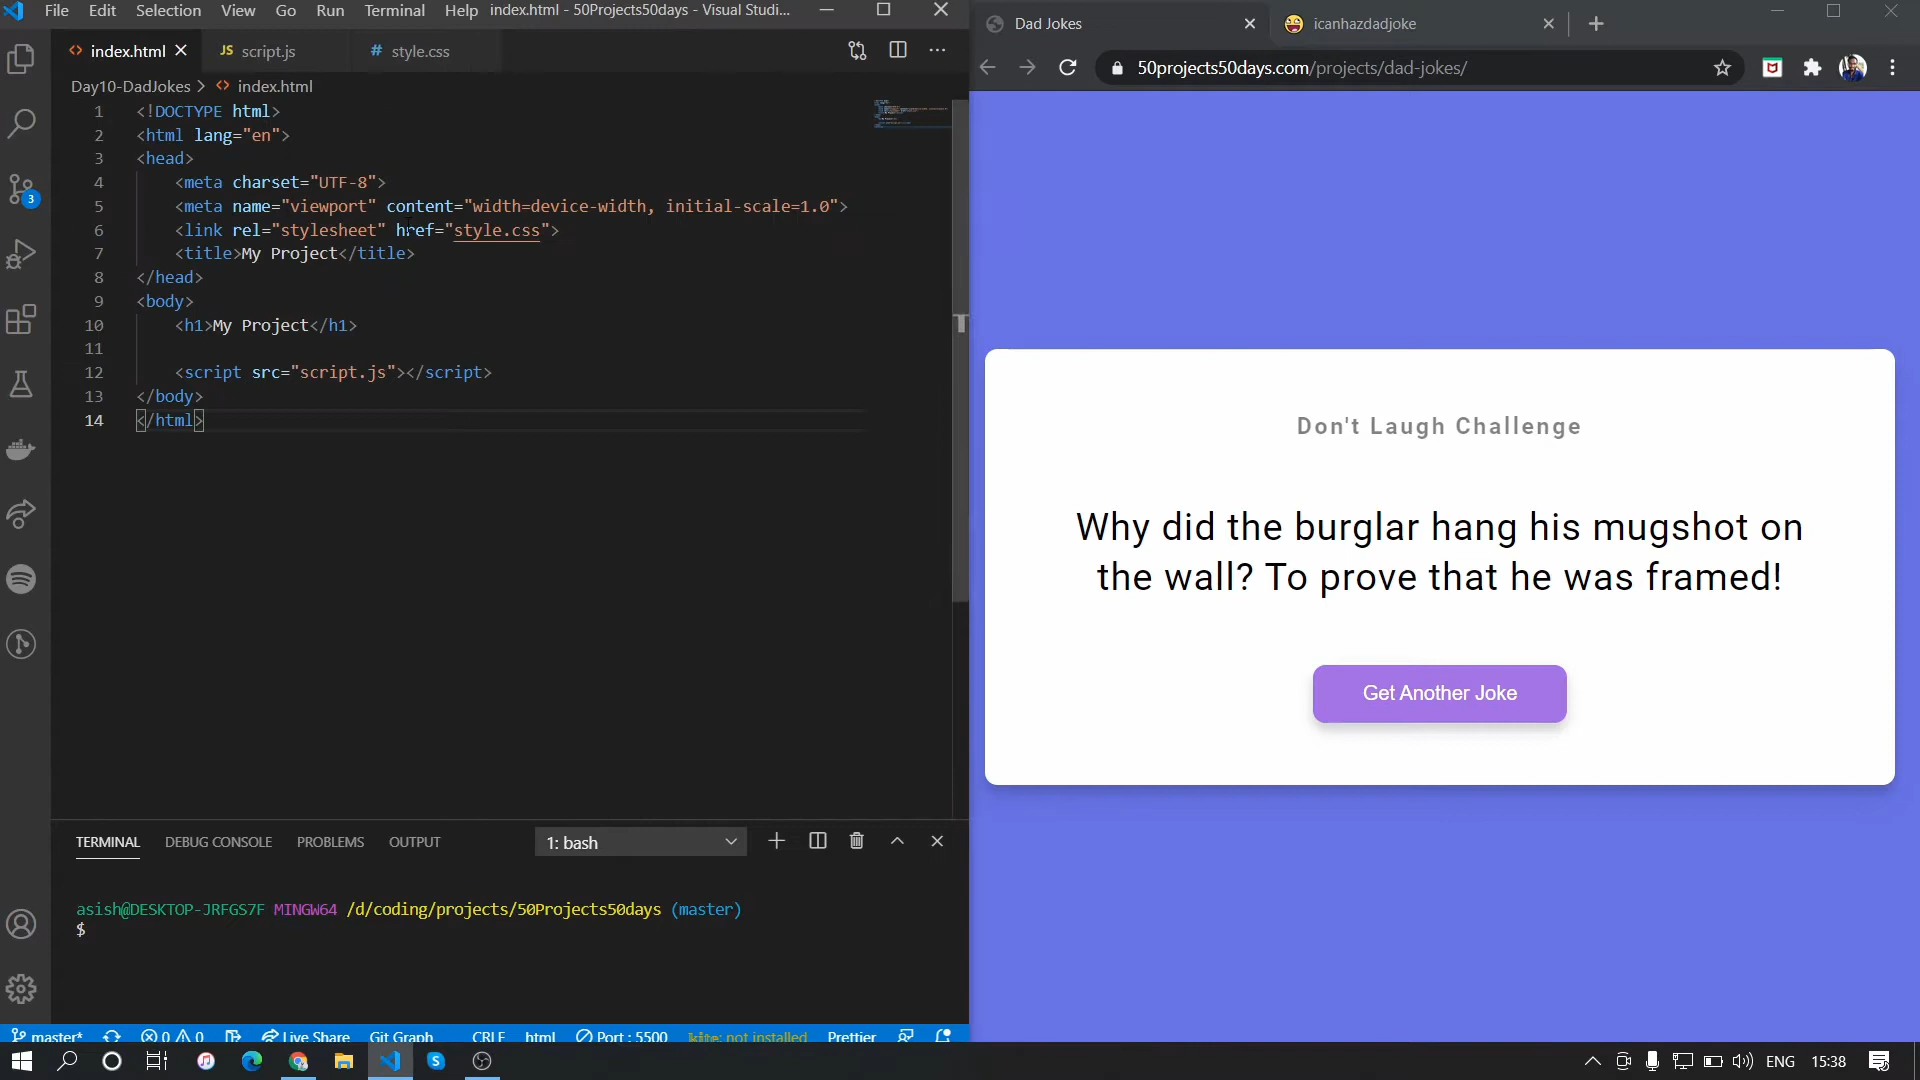 File Edit Selection View Go Run Terminal Help index.html - 50Projects50days - Visual Studi...
index.html
JS script.js
# style.css
Day10-DadJokes > index.html
1 <!DOCTYPE html>
2 <html lang="en">
3 <head>
4 <meta charset="UTF-8">
5 <meta name="viewport" content="width=device-width, initial-scale=1.0">
6 <link rel="stylesheet" href="style.css">
7 <title>My Project</title>
8 </head>
9 <body>
10 <h1>My Project</h1>
11
12 <script src="script.js"></script>
13 </body>
14 </html>
3
TERMINAL DEBUG CONSOLE PROBLEMS OUTPUT
1: bash
asish@DESKTOP-JRFGS7F MINGW64 /d/coding/projects/50Projects50days (master)
$
master* 0 0 Live Share Git Graph CRLF html Port : 5500 kite: not installed Prettier
Dad Jokes
icanhazdadjoke
50projects50days.com/projects/dad-jokes/
Don't Laugh Challenge
Why did the burglar hang his mugshot on
the wall? To prove that he was framed!
Get Another Joke
ENG 15:38